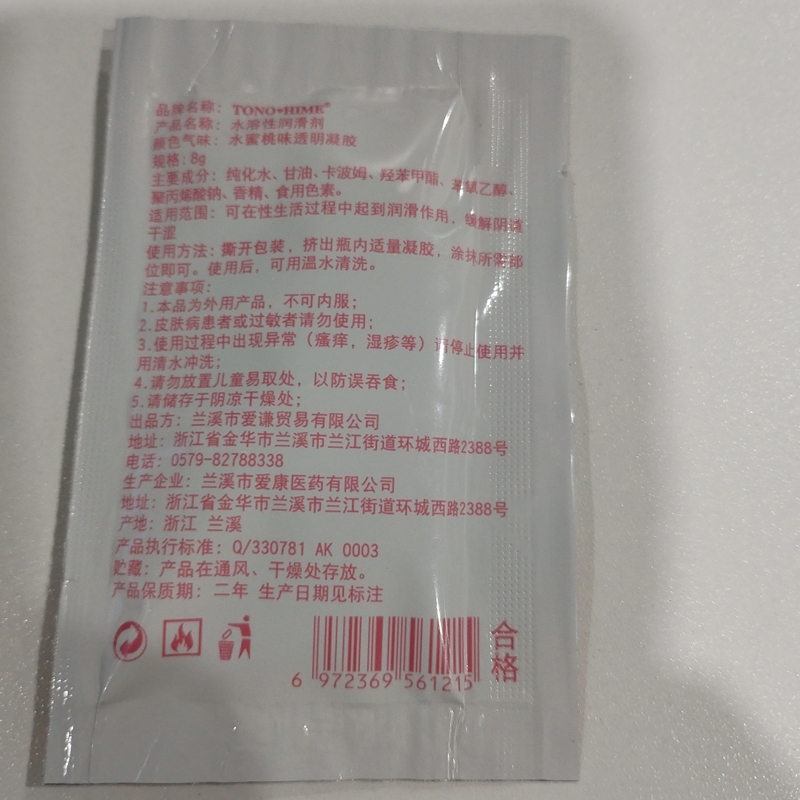 品牌名称：TONO♥HIME®
产品名称：水溶性润滑剂
颜色气味：水蜜桃味透明凝胶
规格：8g
主要成分：纯化水、甘油、卡波姆、羟苯甲酯、苯氧乙醇、
聚丙烯酸钠、香精、食用色素。
适用范围：可在性生活过程中起到润滑作用，缓解阴道
干涩
使用方法：撕开包装，挤出瓶内适量凝胶，涂抹所需部
位即可。使用后，可用温水清洗。
注意事项：
1.本品为外用产品，不可内服；
2.皮肤病患者或过敏者请勿使用；
3.使用过程中出现异常（瘙痒，湿疹等）请停止使用并
用清水冲洗；
4.请勿放置儿童易取处，以防误吞食；
5.请储存于阴凉干燥处；
出品方：兰溪市爱谦贸易有限公司
地址：浙江省金华市兰溪市兰江街道环城西路2388号
电话：0579-82788338
生产企业：兰溪市爱康医药有限公司
地址：浙江省金华市兰溪市兰江街道环城西路2388号
产地：浙江 兰溪
产品执行标准：Q/330781 AK 0003
贮藏：产品在通风、干燥处存放。
产品保质期：二年 生产日期见标注
合格
6 972369 561215